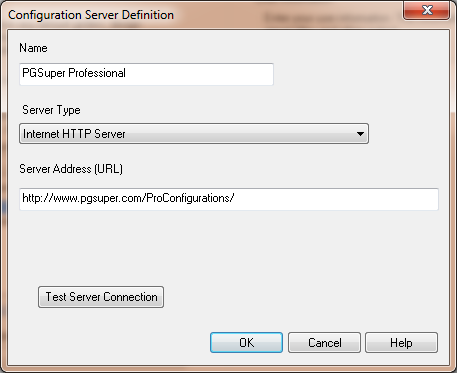 Configuration Server Definition
Name
PGSuper Professional
Server Type
Internet HTTP Server
Server Address (URL)
http://www.pgsuper.com/ProConfigurations/
Test Server Connection
OK Cancel Help